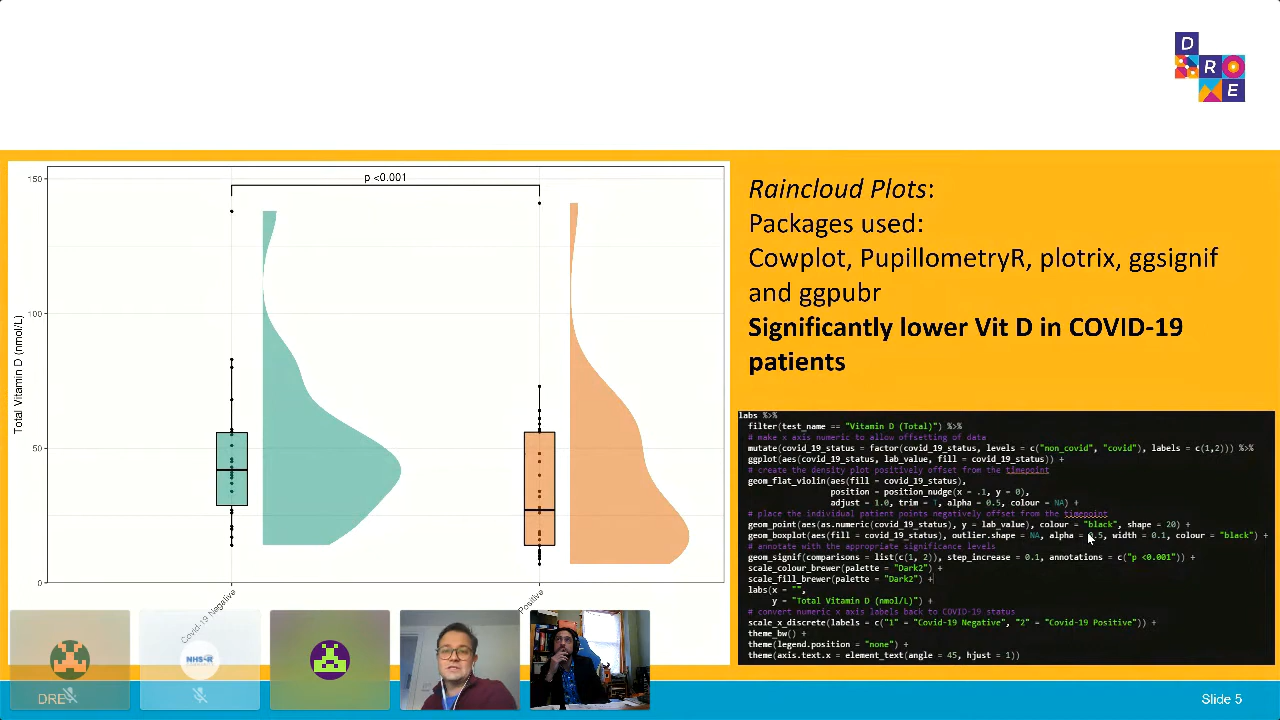 D
R
E
150
100
50
0
Total Vitamin D (nmol/L)
p <0.001
Covid-19 Negative
Positive
Raincloud Plots:
Packages used:
Cowplot, PupillometryR, plotrix, ggsignif
and ggpubr
Significantly lower Vit D in COVID-19
patients
labs %>%
filter(test_name == "Vitamin D (Total)") %>%
# make x axis numeric to allow offsetting of data
mutate(covid_19_status = factor(covid_19_status, levels = c("non_covid", "covid"), labels = c(1,2))) %>%
ggplot(aes(covid_19_status, lab_value, fill = covid_19_status)) +
# create the density plot positively offset from the timepoint
geom_flat_violin(aes(fill = covid_19_status),
position = position_nudge(x = .1, y = 0),
adjust = 1.0, trim = T, alpha = 0.5, colour = NA) +
# place the individual patient points negatively offset from the timepoint
geom_point(aes(as.numeric(covid_19_status), y = lab_value), colour = "black", shape = 20) +
geom_boxplot(aes(fill = covid_19_status), outlier.shape = NA, alpha = 0.5, width = 0.1, colour = "black") +
# annotate with the appropriate significance levels
geom_signif(comparisons = list(c(1, 2)), step_increase = 0.1, annotations = c("p <0.001")) +
scale_colour_brewer(palette = "Dark2") +
scale_fill_brewer(palette = "Dark2") +
labs(x = "",
y = "Total Vitamin D (nmol/L)") +
# convert numeric x axis labels back to COVID-19 status
scale_x_discrete(labels = c("1" = "Covid-19 Negative", "2" = "Covid-19 Positive")) +
theme_bw() +
theme(legend.position = "none") +
theme(axis.text.x = element_text(angle = 45, hjust = 1))
DRE
NHS-R
Slide 5